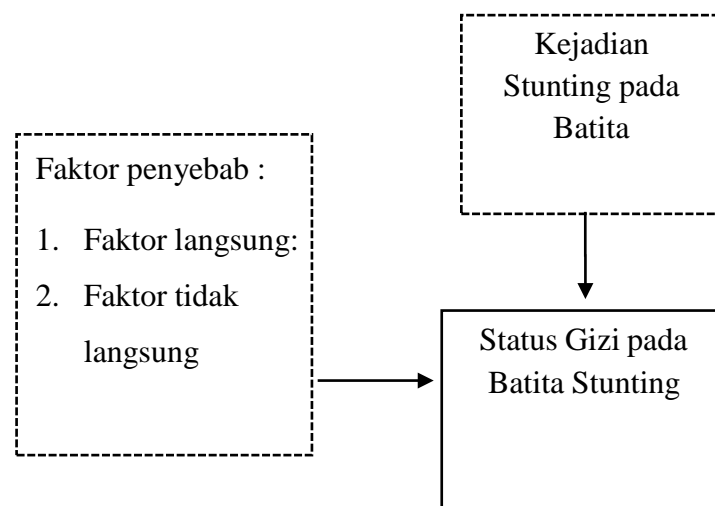 Kejadian
Stunting pada
Batita
Faktor penyebab :
1. Faktor langsung:
2. Faktor tidak
langsung
Status Gizi pada
Batita Stunting